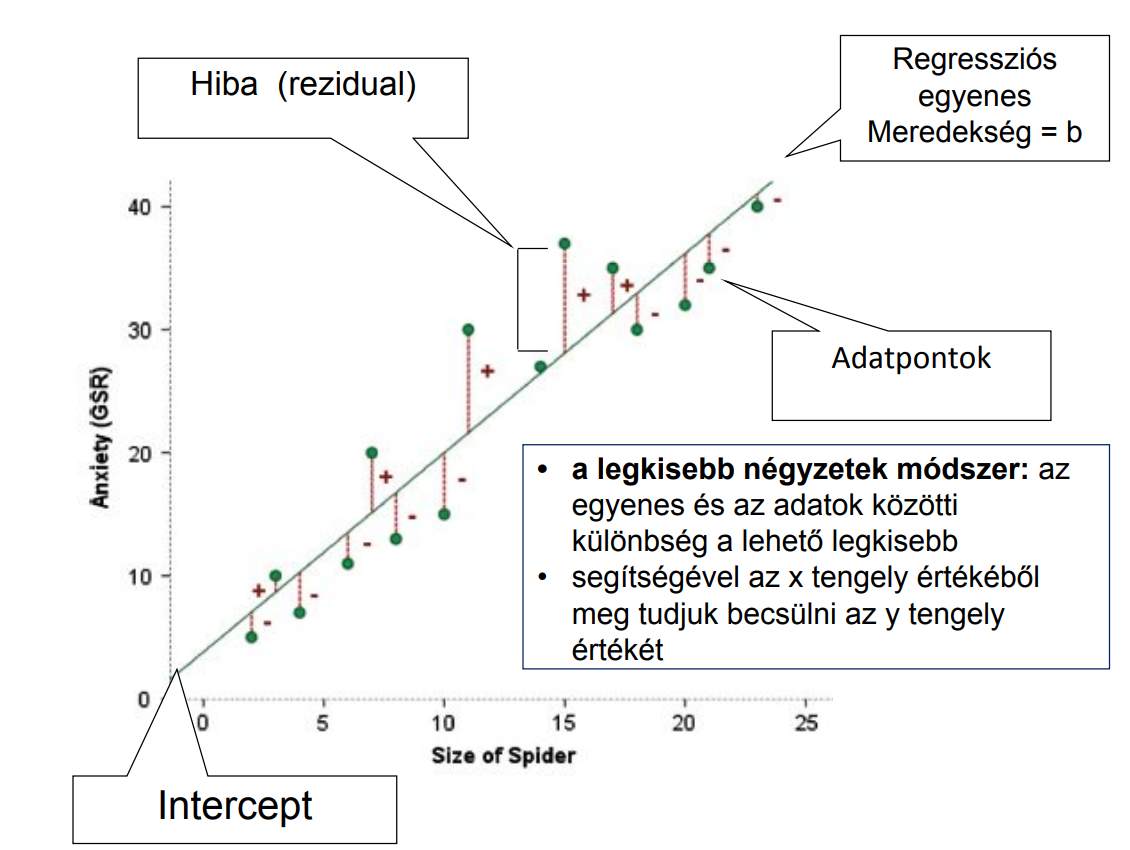 Hiba (rezidual)
Regressziós
egyenes
Meredekség = b
40
30
20
10
0
Anxiety (GSR)
+
-
+
-
-
+
-
-
+
+
+
-
-
-
-
Adatpontok
• a legkisebb négyzetek módszer: az
egyenes és az adatok közötti
különbség a lehető legkisebb
• segítségével az x tengely értékéből
meg tudjuk becsülni az y tengely
értékét
0 5 10 15 20 25
Size of Spider
Intercept